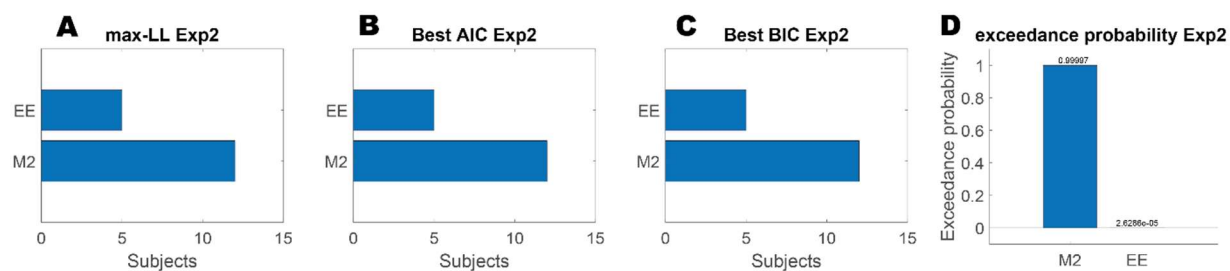 A max-LL Exp2
EE
M2
0 5 10 15
Subjects
B Best AIC Exp2
EE
M2
0 5 10 15
Subjects
C Best BIC Exp2
EE
M2
0 5 10 15
Subjects
D exceedance probability Exp2
Exceedance probability
1
0.8
0.6
0.4
0.2
0
0.99997
2.6286e-05
M2 EE